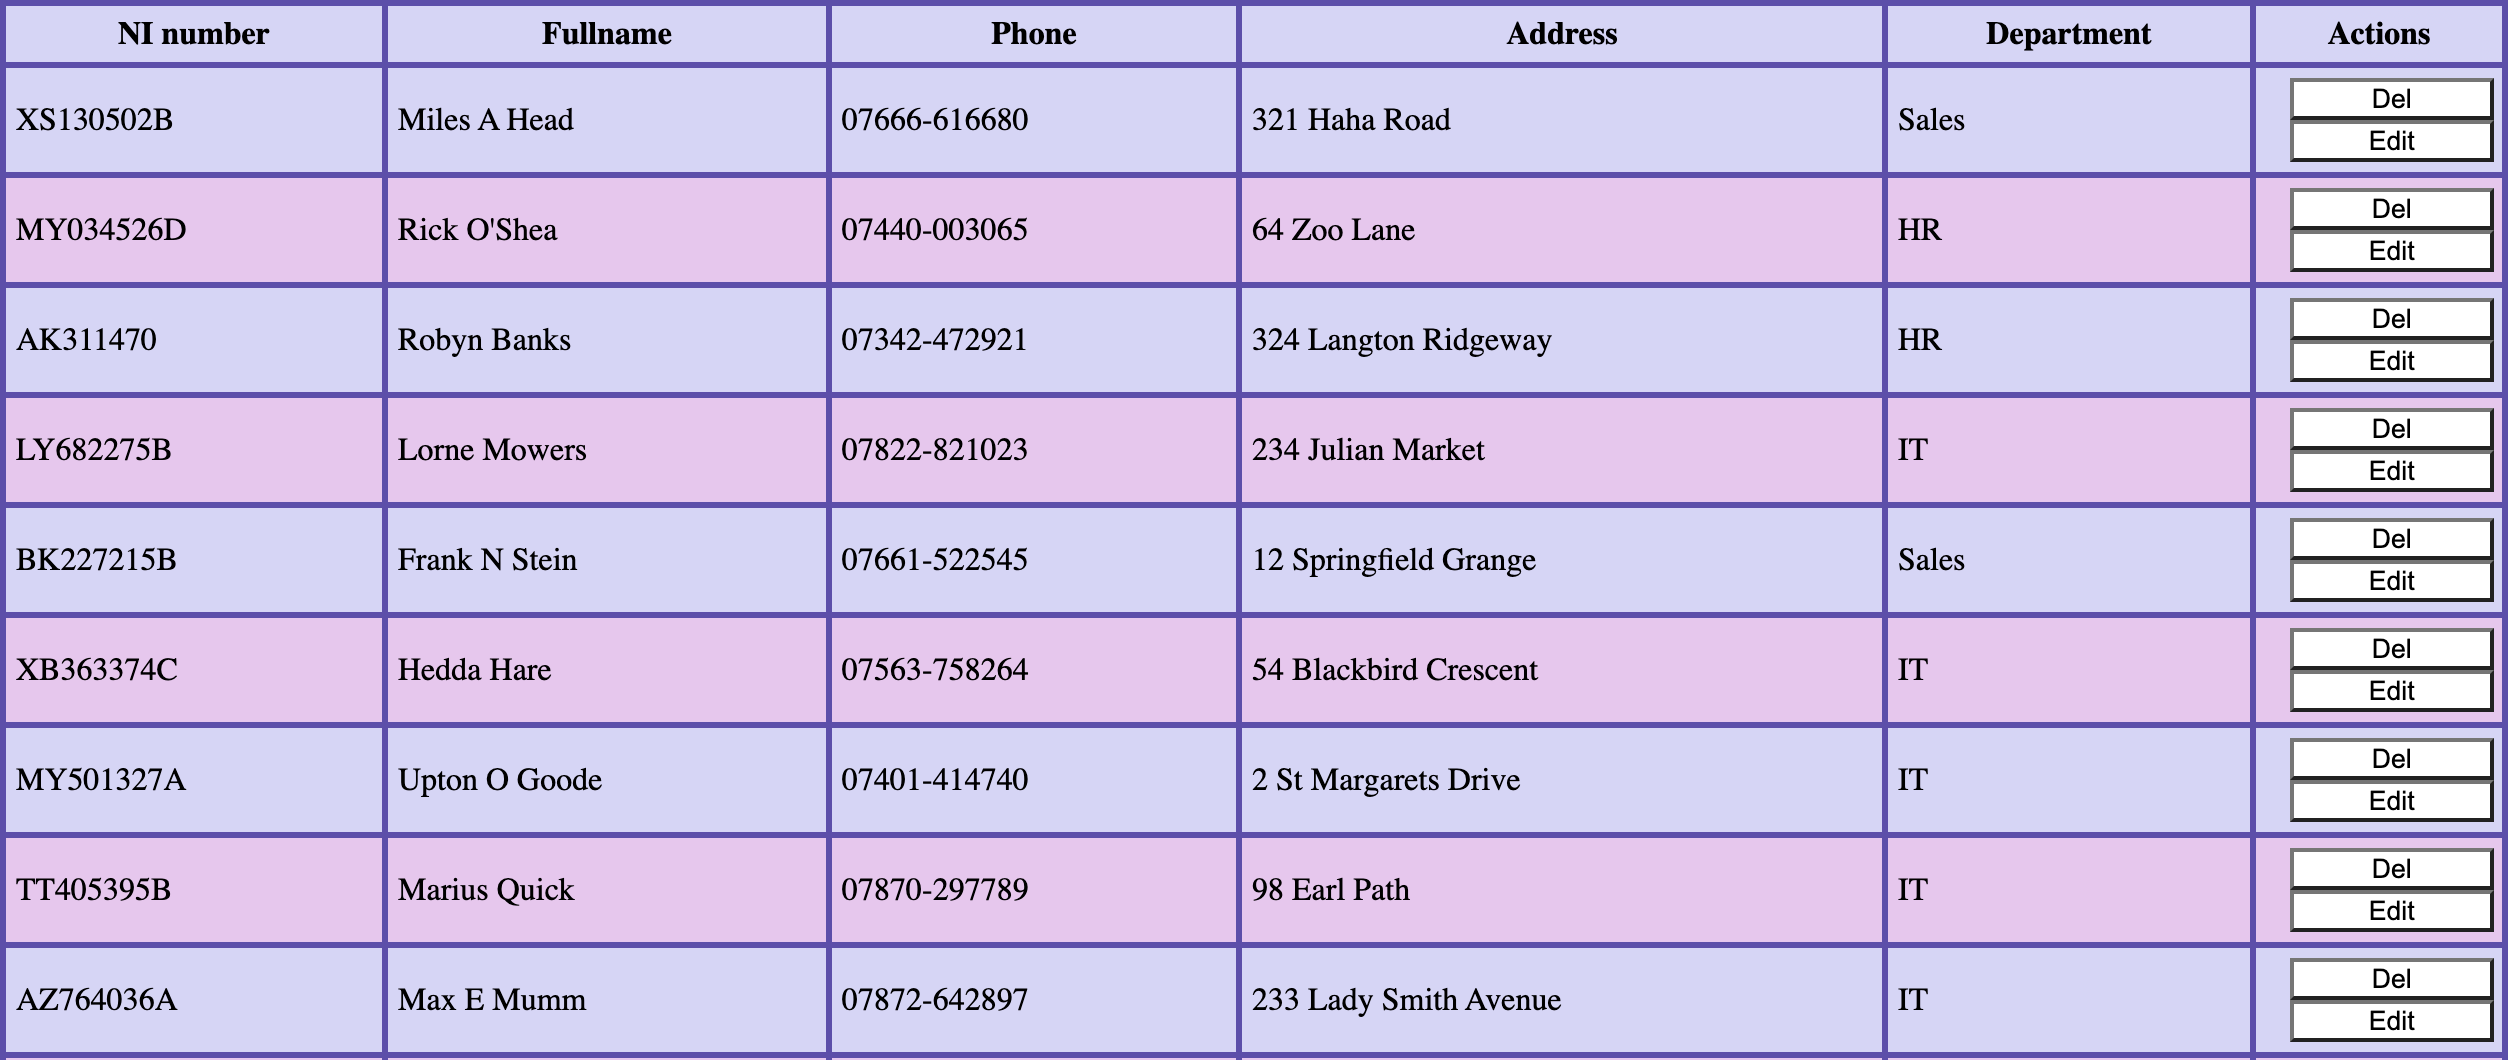 NI number Fullname Phone Address Department Actions
XS130502B Miles A Head 07666-616680 321 Haha Road Sales Del
Edit
MY034526D Rick O'Shea 07440-003065 64 Zoo Lane HR Del
Edit
AK311470 Robyn Banks 07342-472921 324 Langton Ridgeway HR Del
Edit
LY682275B Lorne Mowers 07822-821023 234 Julian Market IT Del
Edit
BK227215B Frank N Stein 07661-522545 12 Springfield Grange Sales Del
Edit
XB363374C Hedda Hare 07563-758264 54 Blackbird Crescent IT Del
Edit
MY501327A Upton O Goode 07401-414740 2 St Margarets Drive IT Del
Edit
TT405395B Marius Quick 07870-297789 98 Earl Path IT Del
Edit
AZ764036A Max E Mumm 07872-642897 233 Lady Smith Avenue IT Del
Edit